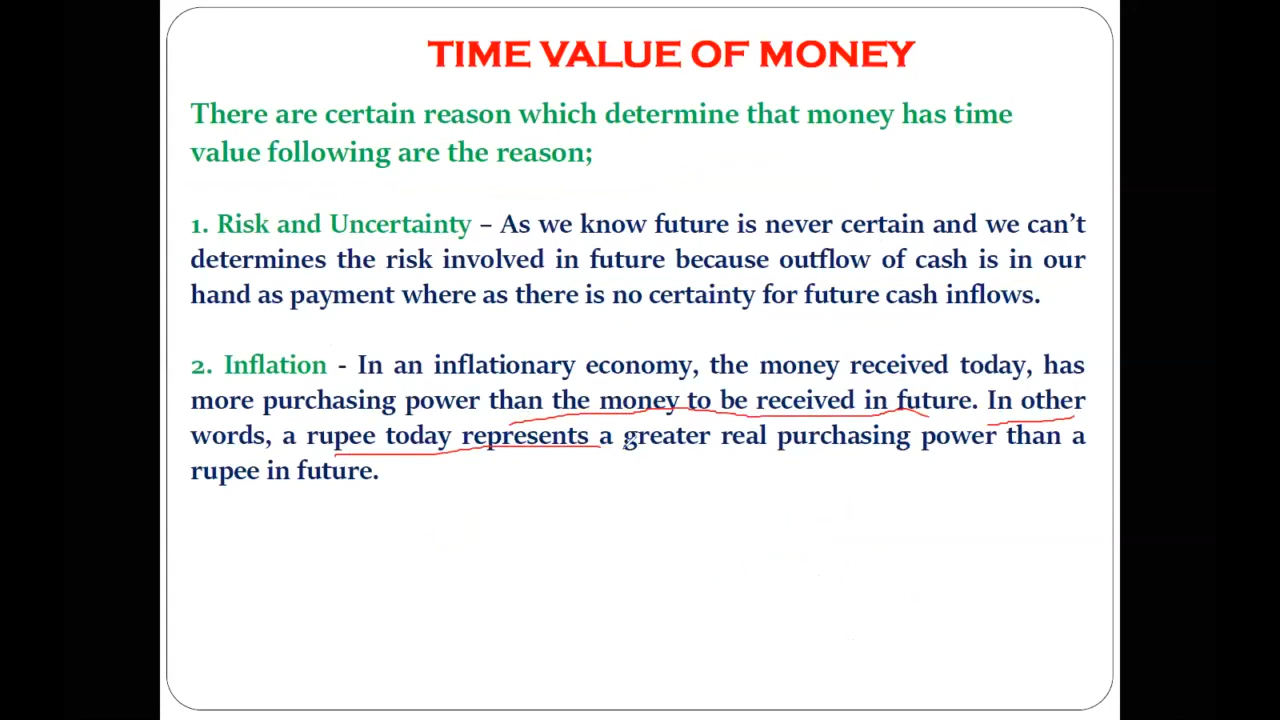 TIME VALUE OF MONEY
There are certain reason which determine that money has time
value following are the reason;
1. Risk and Uncertainty – As we know future is never certain and we can’t
determines the risk involved in future because outflow of cash is in our
hand as payment where as there is no certainty for future cash inflows.
2. Inflation - In an inflationary economy, the money received today, has
more purchasing power than the money to be received in future. In other
words, a rupee today represents a greater real purchasing power than a
rupee in future.